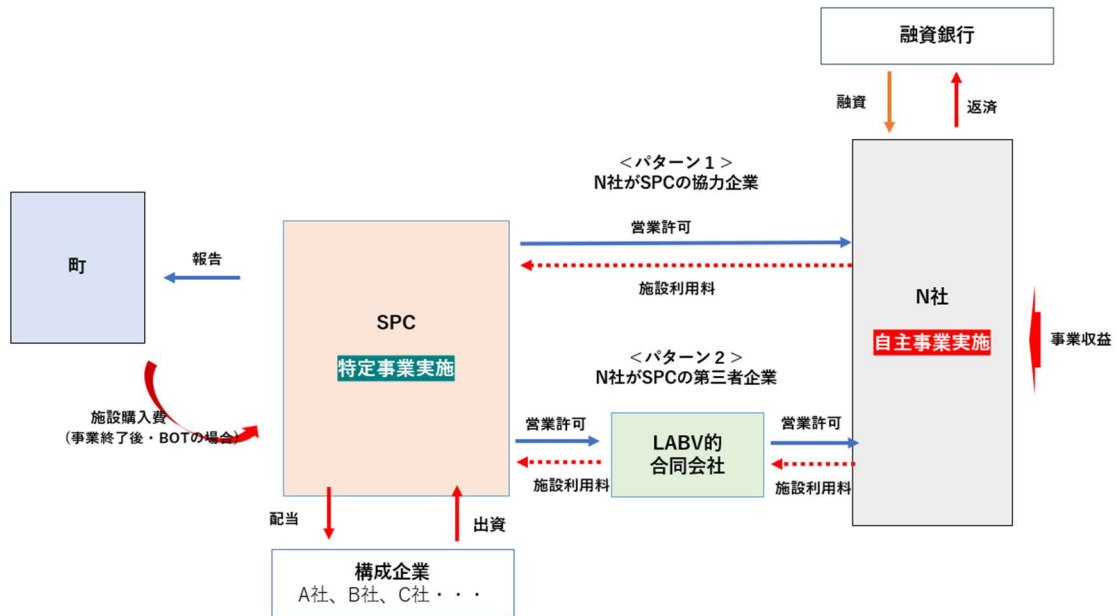 融資銀行
融資
返済
＜パターン１＞
N社がSPCの協力企業
営業許可
施設利用料
町
報告
SPC
特定事業実施
N社
自主事業実施
事業収益
＜パターン２＞
N社がSPCの第三者企業
施設購入費
（事業終了後・BOTの場合）
営業許可
施設利用料
LABV的
合同会社
営業許可
施設利用料
配当
出資
構成企業
A社、B社、C社・・・